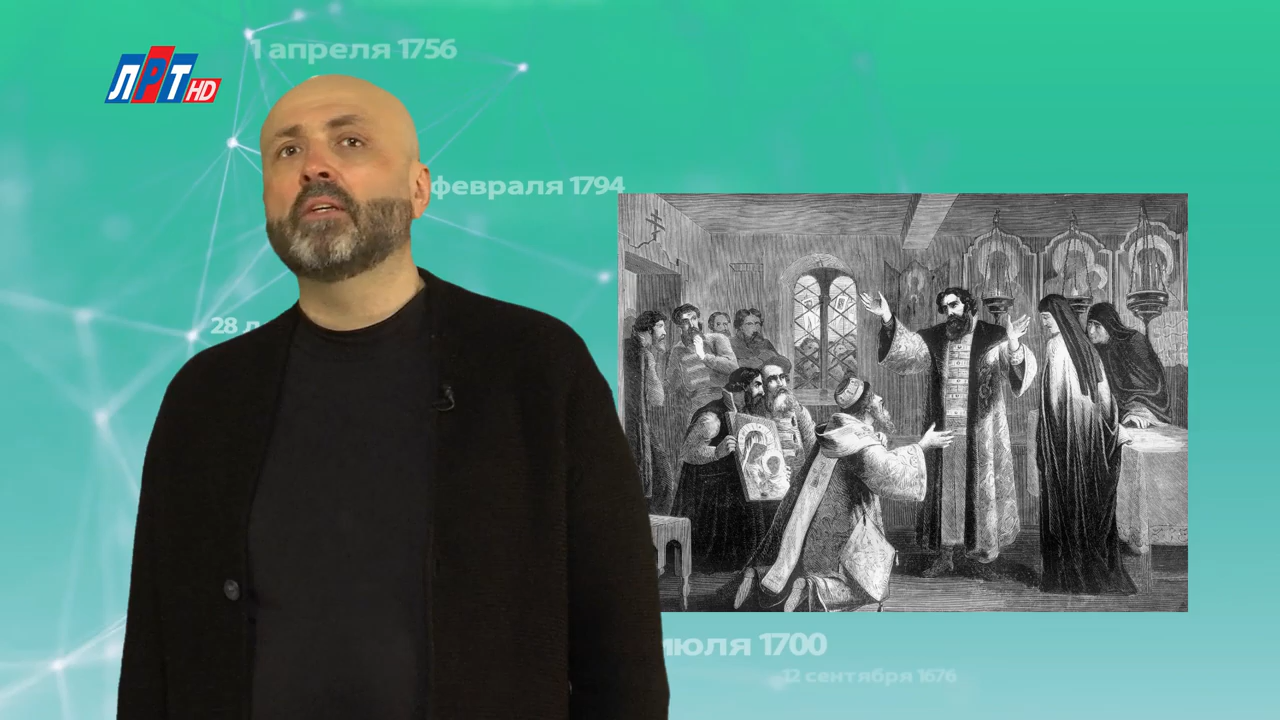 1 апреля 1756
ЛРТ HD
февраля 1794
28
июля 1700
12 сентября 1676